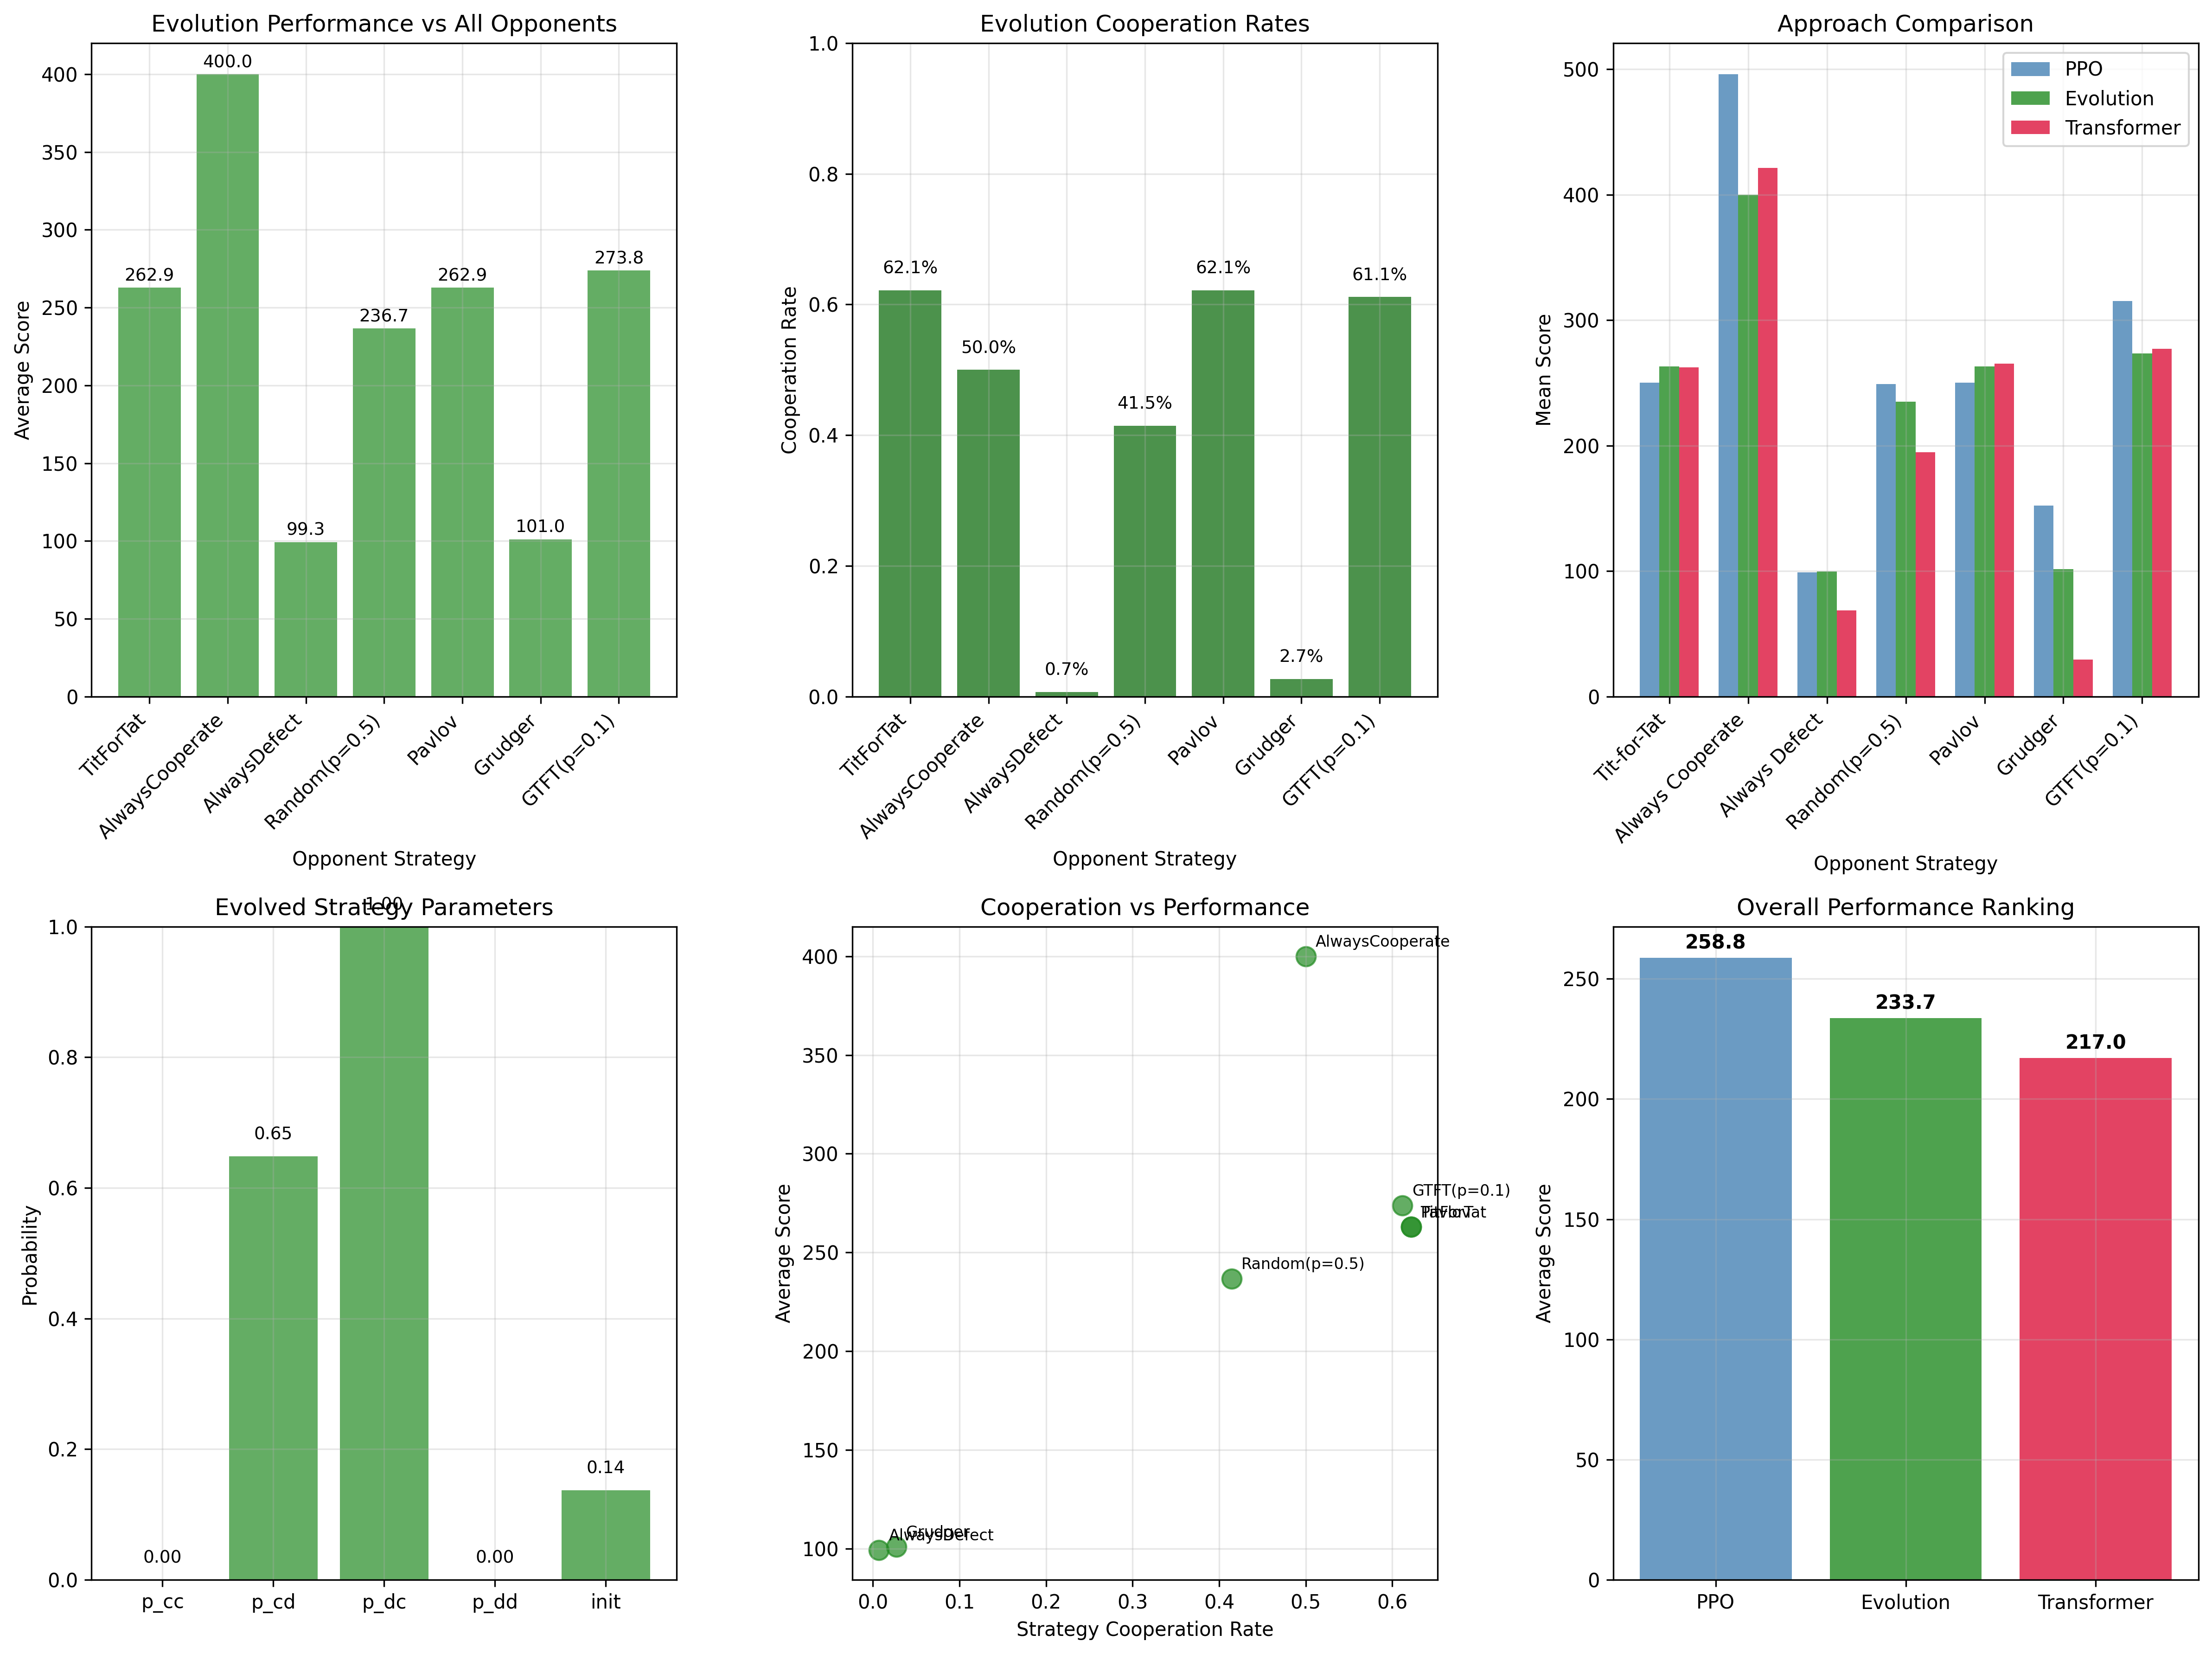 Evolution Performance vs All Opponents
Average Score
400
350
300
250
200
150
100
50
0
262.9
400.0
99.3
236.7
262.9
101.0
273.8
TitForTat
AlwaysCooperate
AlwaysDefect
Random(p=0.5)
Pavlov
Grudger
GTFT(p=0.1)
Opponent Strategy
Evolution Cooperation Rates
Cooperation Rate
1.0
0.8
0.6
0.4
0.2
0.0
62.1%
50.0%
0.7%
41.5%
62.1%
2.7%
61.1%
TitForTat
AlwaysCooperate
AlwaysDefect
Random(p=0.5)
Pavlov
Grudger
GTFT(p=0.1)
Opponent Strategy
Approach Comparison
PPO
Evolution
Transformer
Mean Score
500
400
300
200
100
0
Tit-for-Tat
Always Cooperate
Always Defect
Random(p=0.5)
Pavlov
Grudger
GTFT(p=0.1)
Opponent Strategy
Evolved Strategy Parameters
Probability
1.0
0.8
0.6
0.4
0.2
0.0
0.00
0.65
1.00
0.00
0.14
p_cc
p_cd
p_dc
p_dd
init
Cooperation vs Performance
Average Score
400
350
300
250
200
150
100
AlwaysCooperate
GTFT(p=0.1)
TitForTat
Pavlov
Random(p=0.5)
Grudger
AlwaysDefect
0.0
0.1
0.2
0.3
0.4
0.5
0.6
Strategy Cooperation Rate
Overall Performance Ranking
Average Score
250
200
150
100
50
0
258.8
233.7
217.0
PPO
Evolution
Transformer